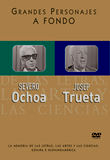 Grandes Personajes
A FONDO
SEVERO
Ochoa
JOSEP
Trueta
LA MEMORIA DE LAS LETRAS, LAS ARTES Y LAS CIENCIAS.
ESPAÑA E HISPANOAMÉRICA
DVD